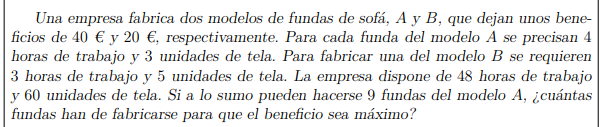 Una empresa fabrica dos modelos de fundas de sofá, A y B, que dejan unos bene-
ficios de 40 € y 20 €, respectivamente. Para cada funda del modelo A se precisan 4
horas de trabajo y 3 unidades de tela. Para fabricar una del modelo B se requieren
3 horas de trabajo y 5 unidades de tela. La empresa dispone de 48 horas de trabajo
y 60 unidades de tela. Si a lo sumo pueden hacerse 9 fundas del modelo A, ¿cuántas
fundas han de fabricarse para que el beneficio sea máximo?